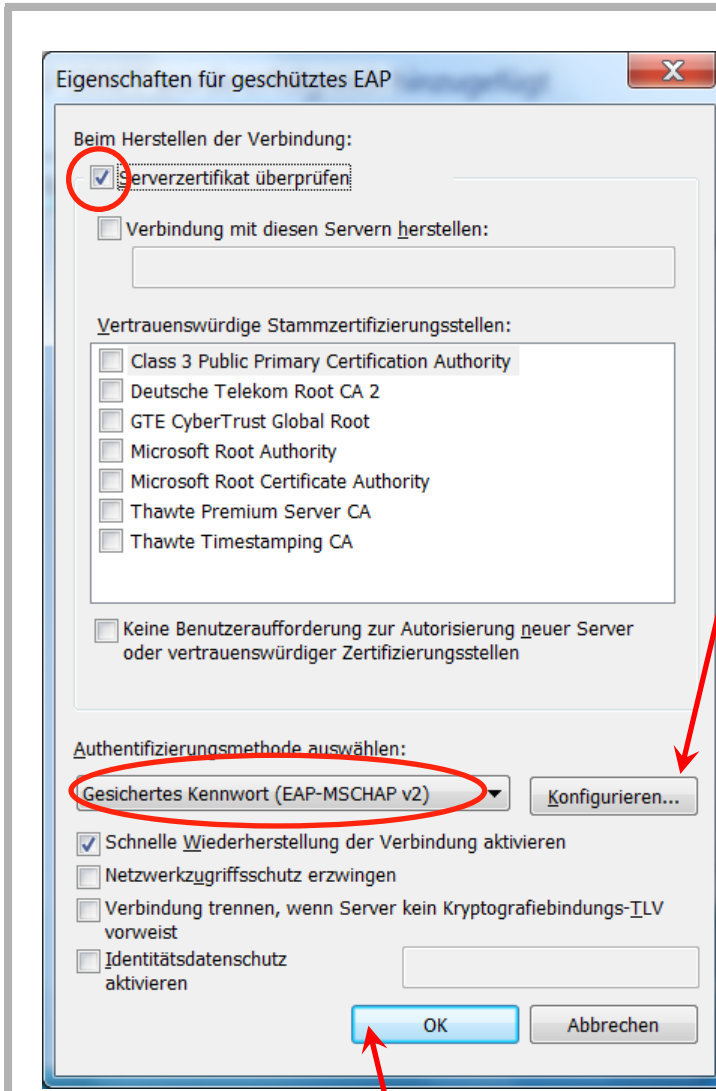 Eigenschaften für geschütztes EAP
Beim Herstellen der Verbindung:
Serverzertifikat überprüfen
Verbindung mit diesen Servern herstellen:
Vertrauenswürdige Stammzertifizierungsstellen:
Class 3 Public Primary Certification Authority
Deutsche Telekom Root CA 2
GTE CyberTrust Global Root
Microsoft Root Authority
Microsoft Root Certificate Authority
Thawte Premium Server CA
Thawte Timestamping CA
Keine Benutzeraufforderung zur Autorisierung neuer Server
oder vertrauenswürdiger Zertifizierungsstellen
Authentifizierungsmethode auswählen:
Gesichertes Kennwort (EAP-MSCHAP v2)
Konfigurieren...
Schnelle Wiederherstellung der Verbindung aktivieren
Netzwerkzugriffsschutz erzwingen
Verbindung trennen, wenn Server kein Kryptografiebindungs-TLV
vorweist
Identitätsdatenschutz
aktivieren
OK
Abbrechen